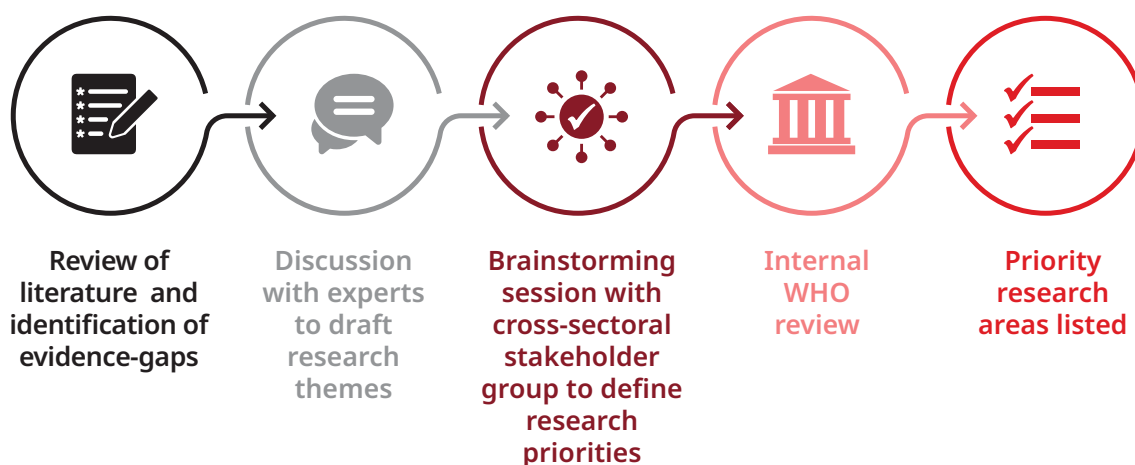 Review of
literature and
identification of
evidence-gaps
Discussion
with experts
to draft
research
themes
Brainstorming
session with
cross-sectoral
stakeholder
group to define
research
priorities
Internal
WHO
review
Priority
research
areas listed